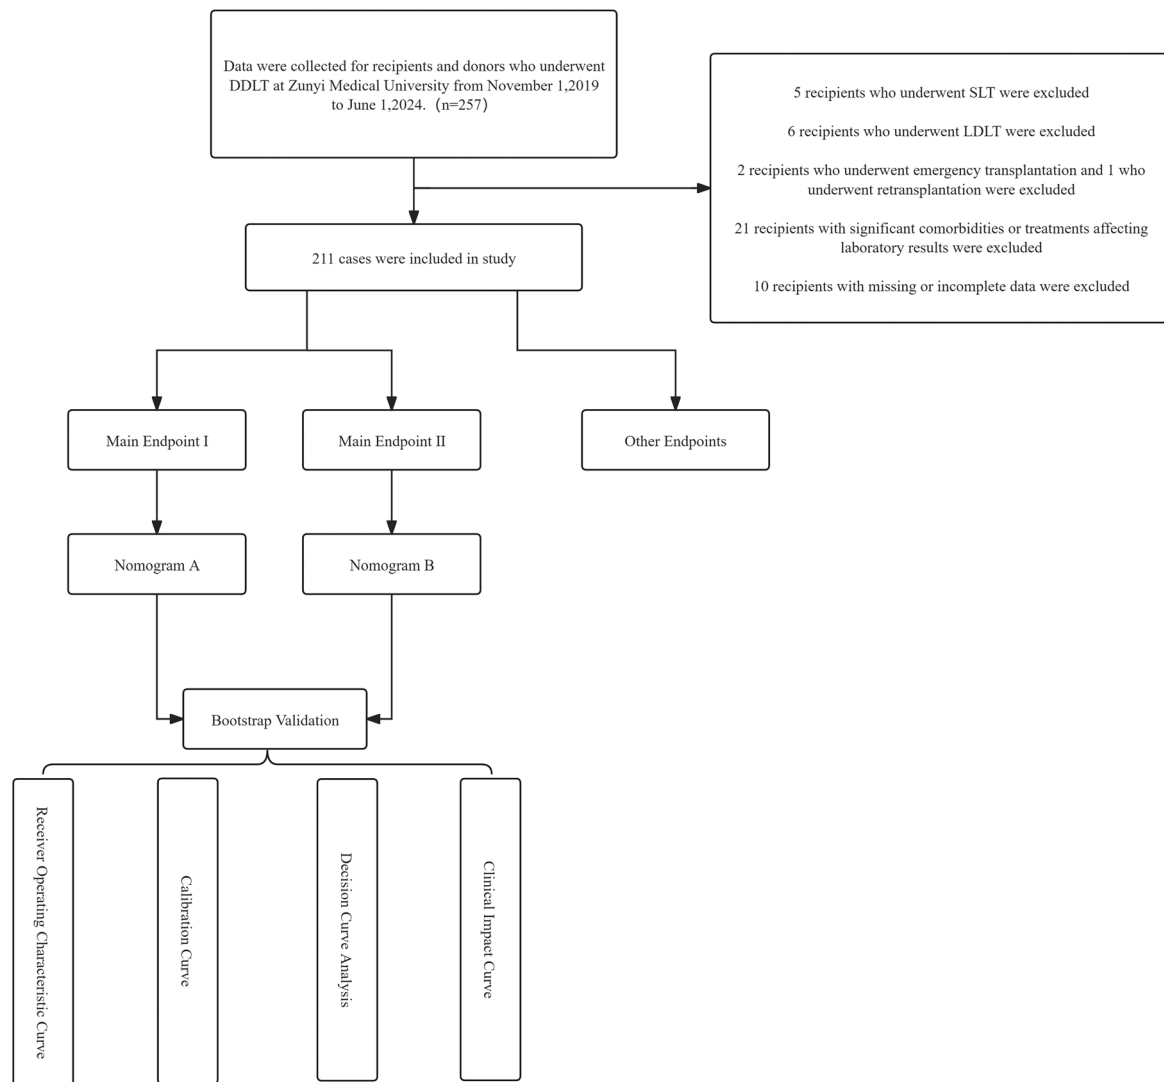 Data were collected for recipients and donors who underwent
DDLT at Zunyi Medical University from November 1,2019
to June 1,2024.（n=257)
5 recipients who underwent SLT were excluded
6 recipients who underwent LDLT were excluded
2 recipients who underwent emergency transplantation and 1 who
underwent retransplantation were excluded
21 recipients with significant comorbidities or treatments affecting
laboratory results were excluded
10 recipients with missing or incomplete data were excluded
211 cases were included in study
Main Endpoint I
Main Endpoint II
Other Endpoints
Nomogram A
Nomogram B
Bootstrap Validation
Receiver Operating Characteristic Curve
Calibration Curve
Decision Curve Analysis
Clinical Impact Curve